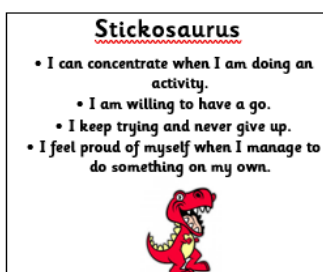 Stickosaurus
• I can concentrate when I am doing an
activity.
• I am willing to have a go.
• I keep trying and never give up.
• I feel proud of myself when I manage to
do something on my own.